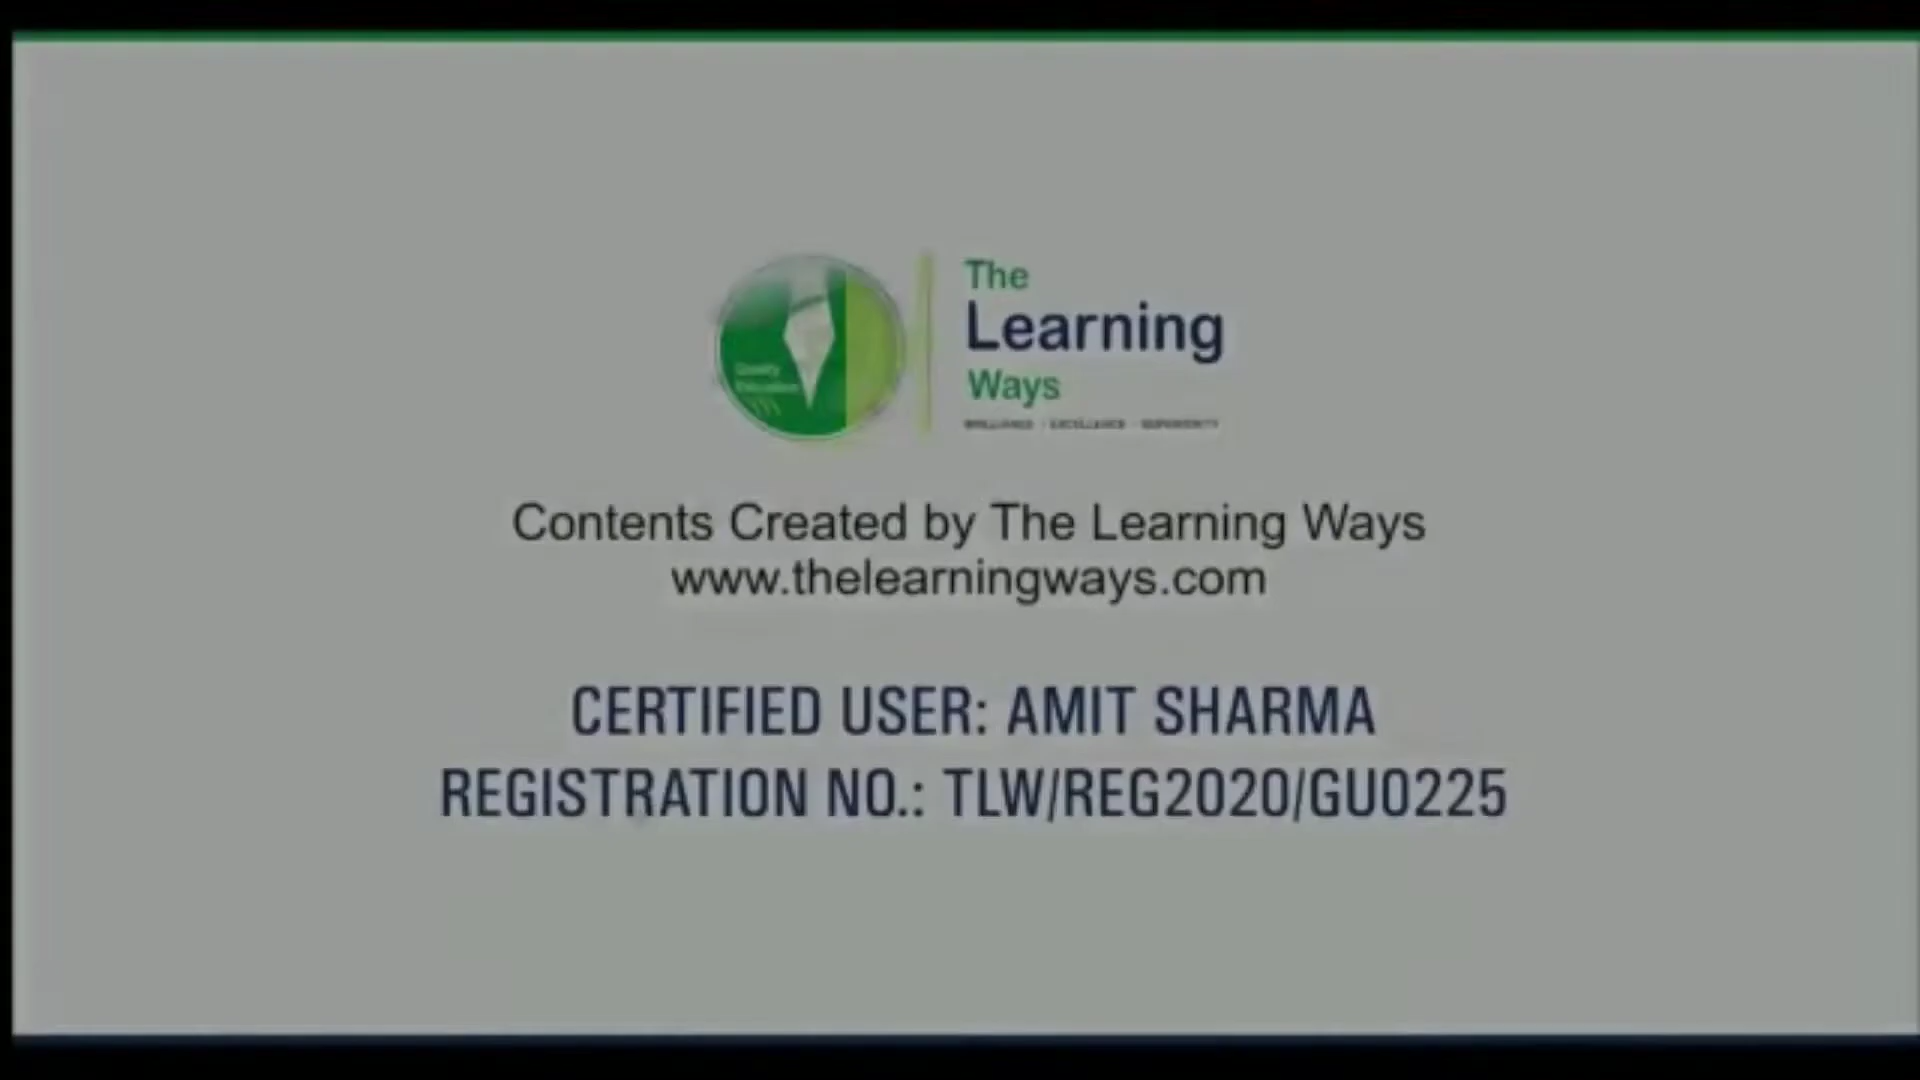 The
Learning
Ways
Contents Created by The Learning Ways
www.thelearningways.com
CERTIFIED USER: AMIT SHARMA
REGISTRATION NO.: TLW/REG2020/GU0225